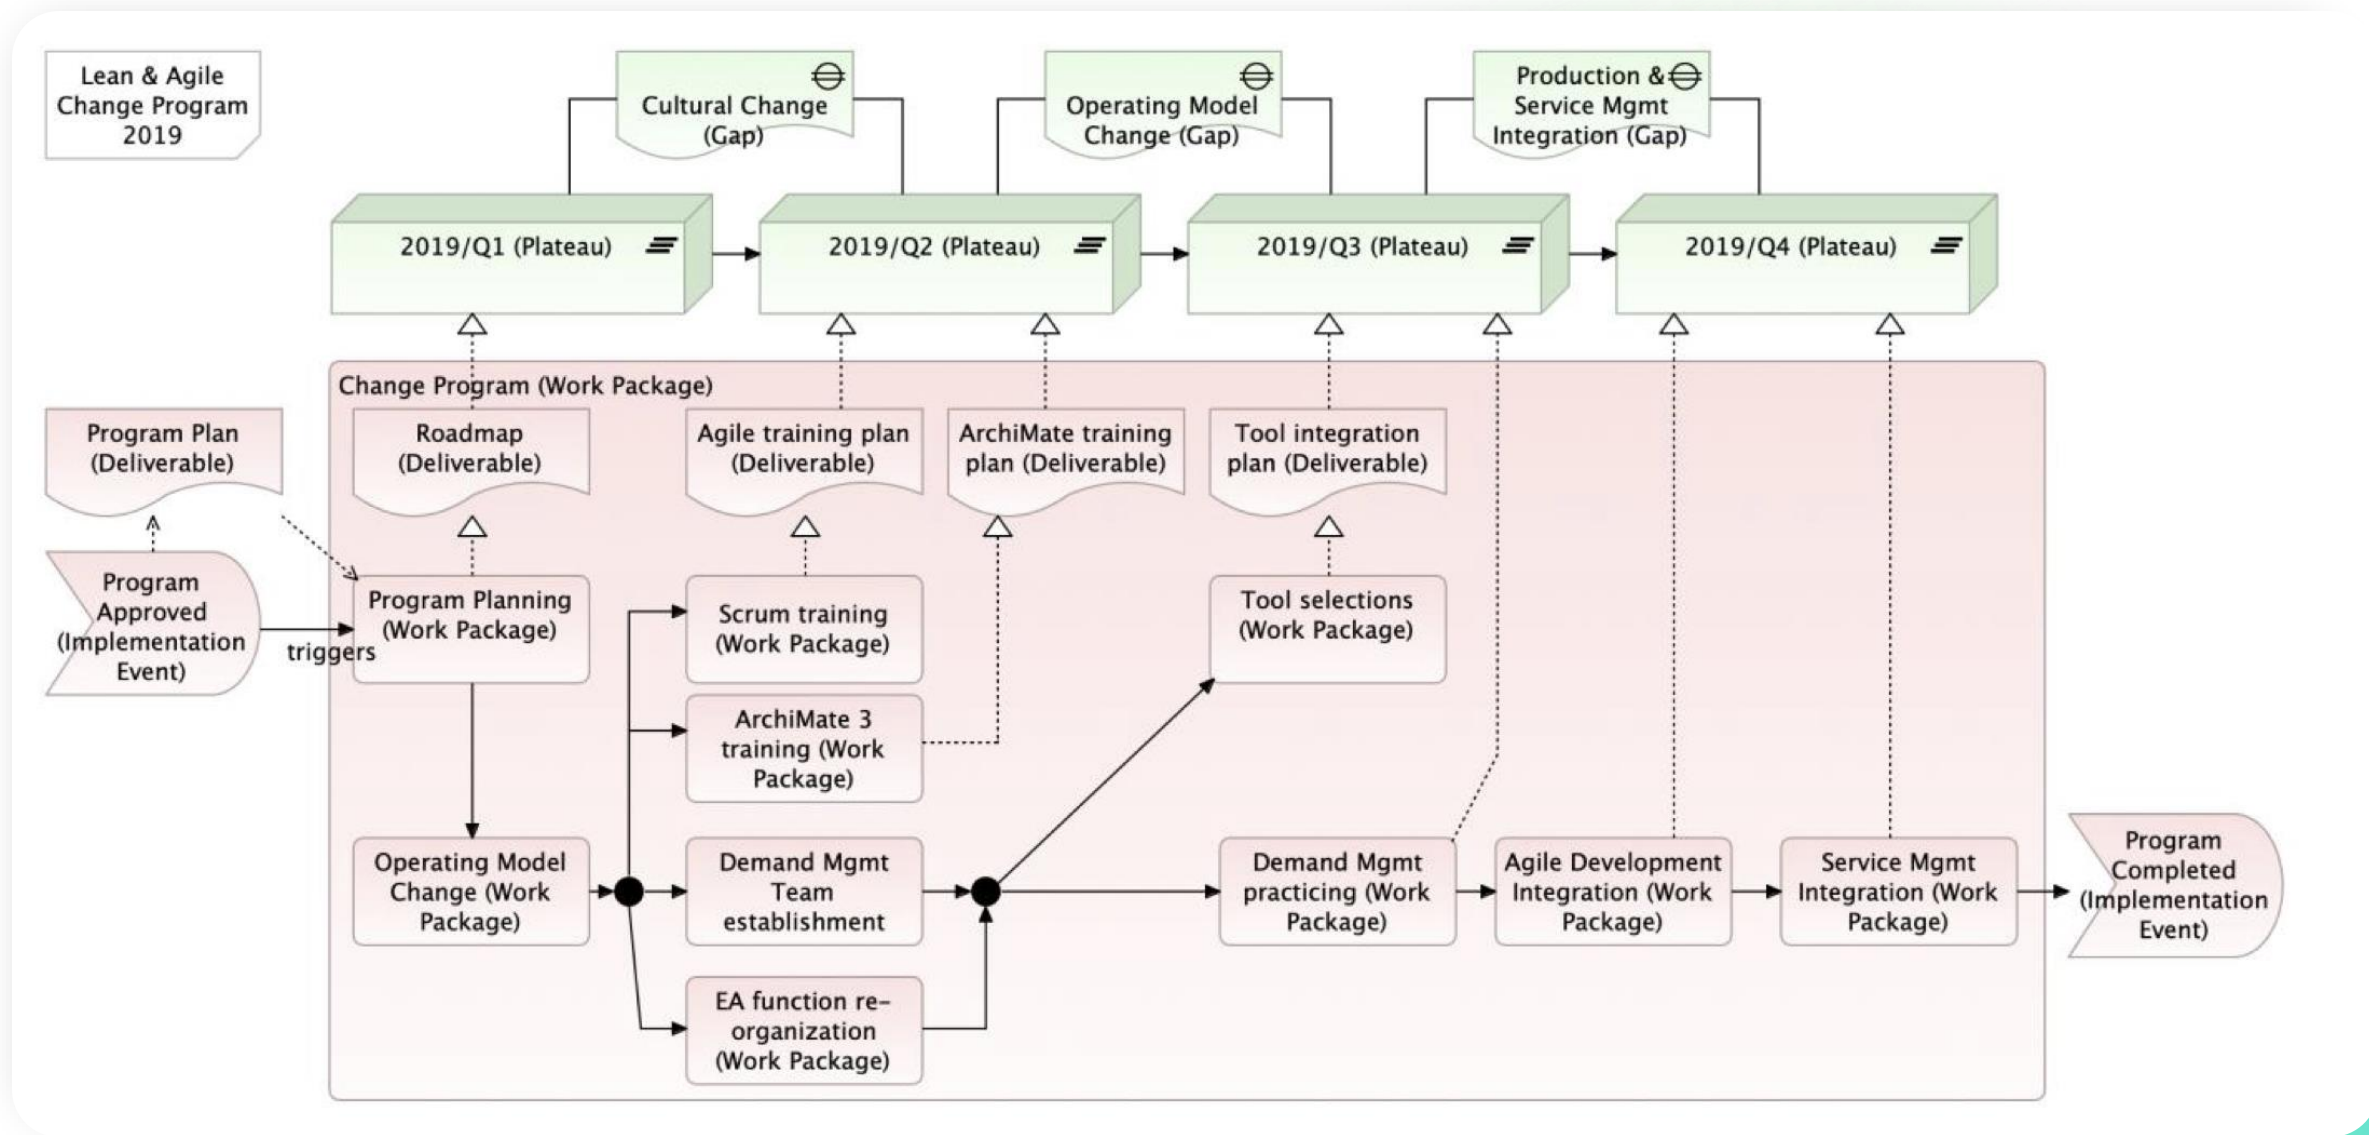 Lean & Agile
Change Program
2019
Cultural Change
(Gap)
Operating Model
Change (Gap)
Production &
Service Mgmt
Integration (Gap)
2019/Q1 (Plateau)
2019/Q2 (Plateau)
2019/Q3 (Plateau)
2019/Q4 (Plateau)
Change Program (Work Package)
Program Plan
(Deliverable)
Roadmap
(Deliverable)
Agile training plan
(Deliverable)
ArchiMate training
plan (Deliverable)
Tool integration
plan (Deliverable)
Program
Approved
(Implementation
Event)
triggers
Program Planning
(Work Package)
Scrum training
(Work Package)
Tool selections
(Work Package)
ArchiMate 3
training (Work
Package)
Operating Model
Change (Work
Package)
Demand Mgmt
Team
establishment
Demand Mgmt
practicing (Work
Package)
Agile Development
Integration (Work
Package)
Service Mgmt
Integration (Work
Package)
Program
Completed
(Implementation
Event)
EA function re-
organization
(Work Package)